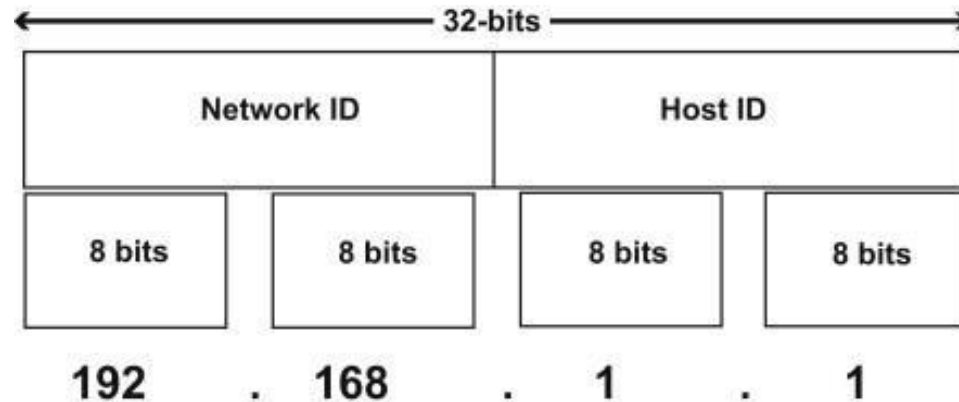 32-bits
Network ID Host ID
8 bits 8 bits 8 bits 8 bits
192 . 168 . 1 . 1